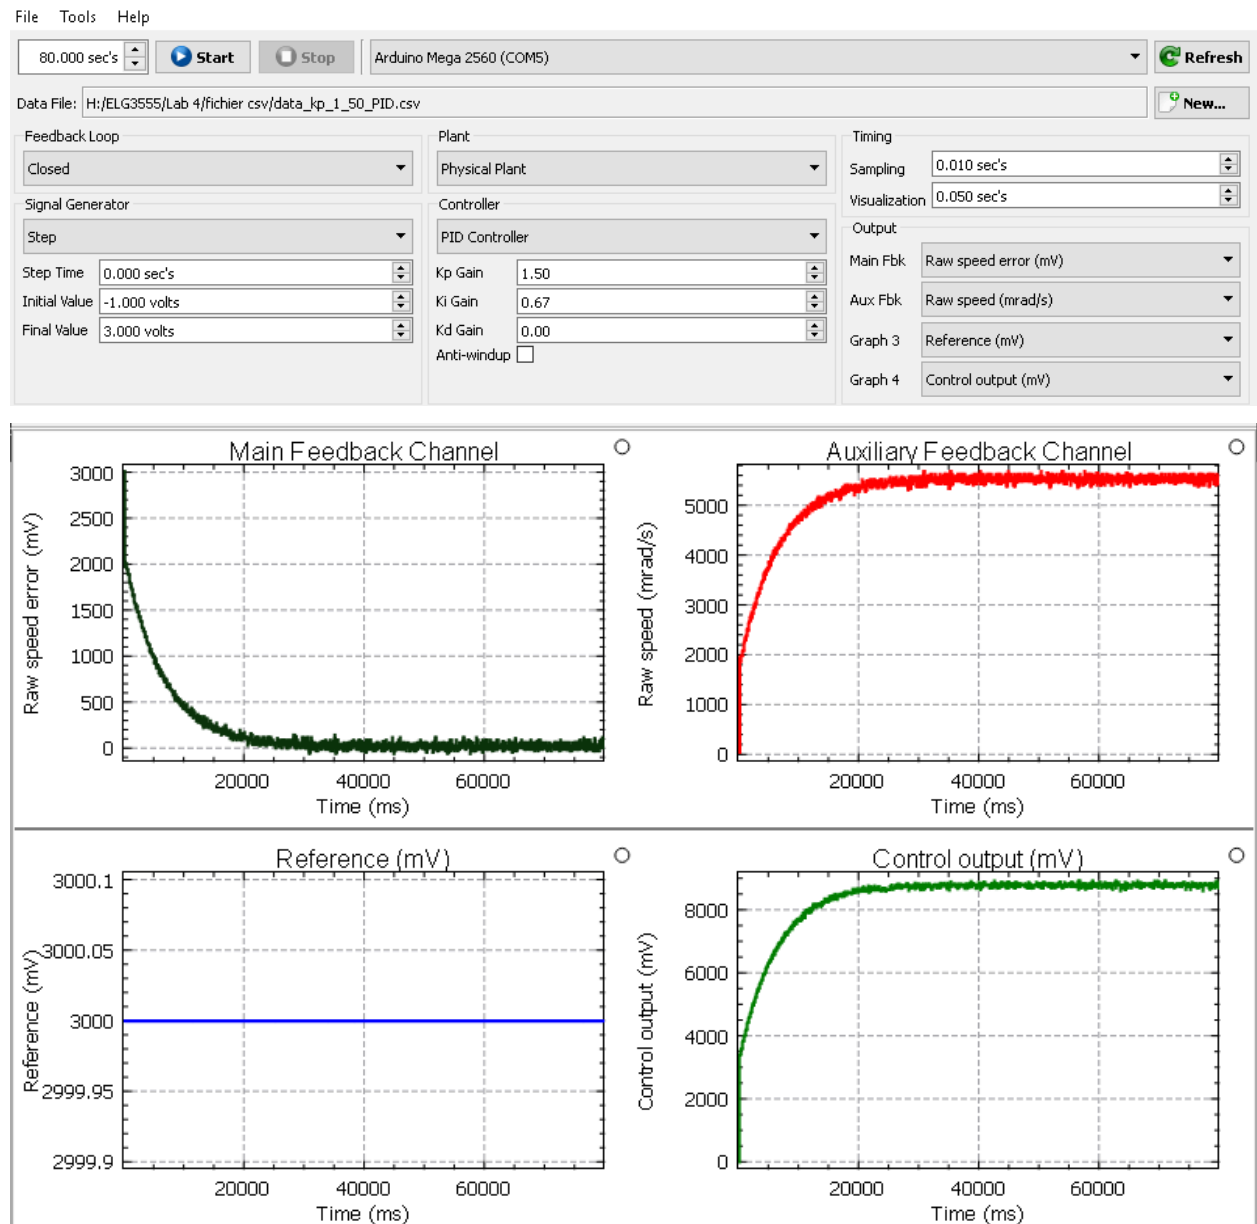 File Tools Help
80.000 sec's Start Stop Arduino Mega 2560 (COM5) Refresh
Data File: H:/ELG3555/Lab 4/fichier csv/data_kp_1_50_PID.csv New...
Feedback Loop
Closed
Plant
Physical Plant
Timing
Sampling 0.010 sec's
Visualization 0.050 sec's
Signal Generator
Step
Step Time 0.000 sec's
Initial Value -1.000 volts
Final Value 3.000 volts
Controller
PID Controller
Kp Gain 1.50
Ki Gain 0.67
Kd Gain 0.00
Anti-windup
Output
Main Fbk Raw speed error (mV)
Aux Fbk Raw speed (mrad/s)
Graph 3 Reference (mV)
Graph 4 Control output (mV)
Main Feedback Channel
Raw speed error (mV)
3000
2500
2000
1500
1000
500
0
20000 40000 60000
Time (ms)
Auxiliary Feedback Channel
Raw speed (mrad/s)
5000
4000
3000
2000
1000
0
20000 40000 60000
Time (ms)
Reference (mV)
Reference (mV)
3000.1
3000.05
3000
2999.95
2999.9
20000 40000 60000
Time (ms)
Control output (mV)
Control output (mV)
8000
6000
4000
2000
0
20000 40000 60000
Time (ms)